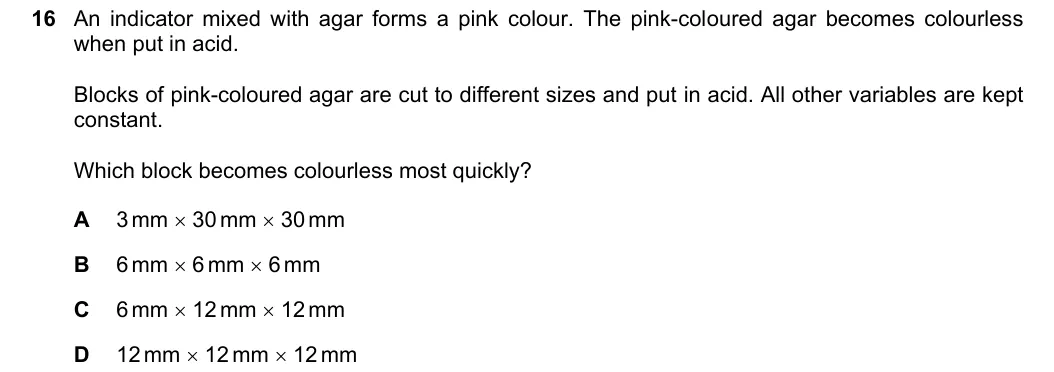 16 An indicator mixed with agar forms a pink colour. The pink-coloured agar becomes colourless
when put in acid.
Blocks of pink-coloured agar are cut to different sizes and put in acid. All other variables are kept
constant.
Which block becomes colourless most quickly?
A 3 mm × 30 mm × 30 mm
B 6 mm × 6 mm × 6 mm
C 6 mm × 12 mm × 12 mm
D 12 mm × 12 mm × 12 mm